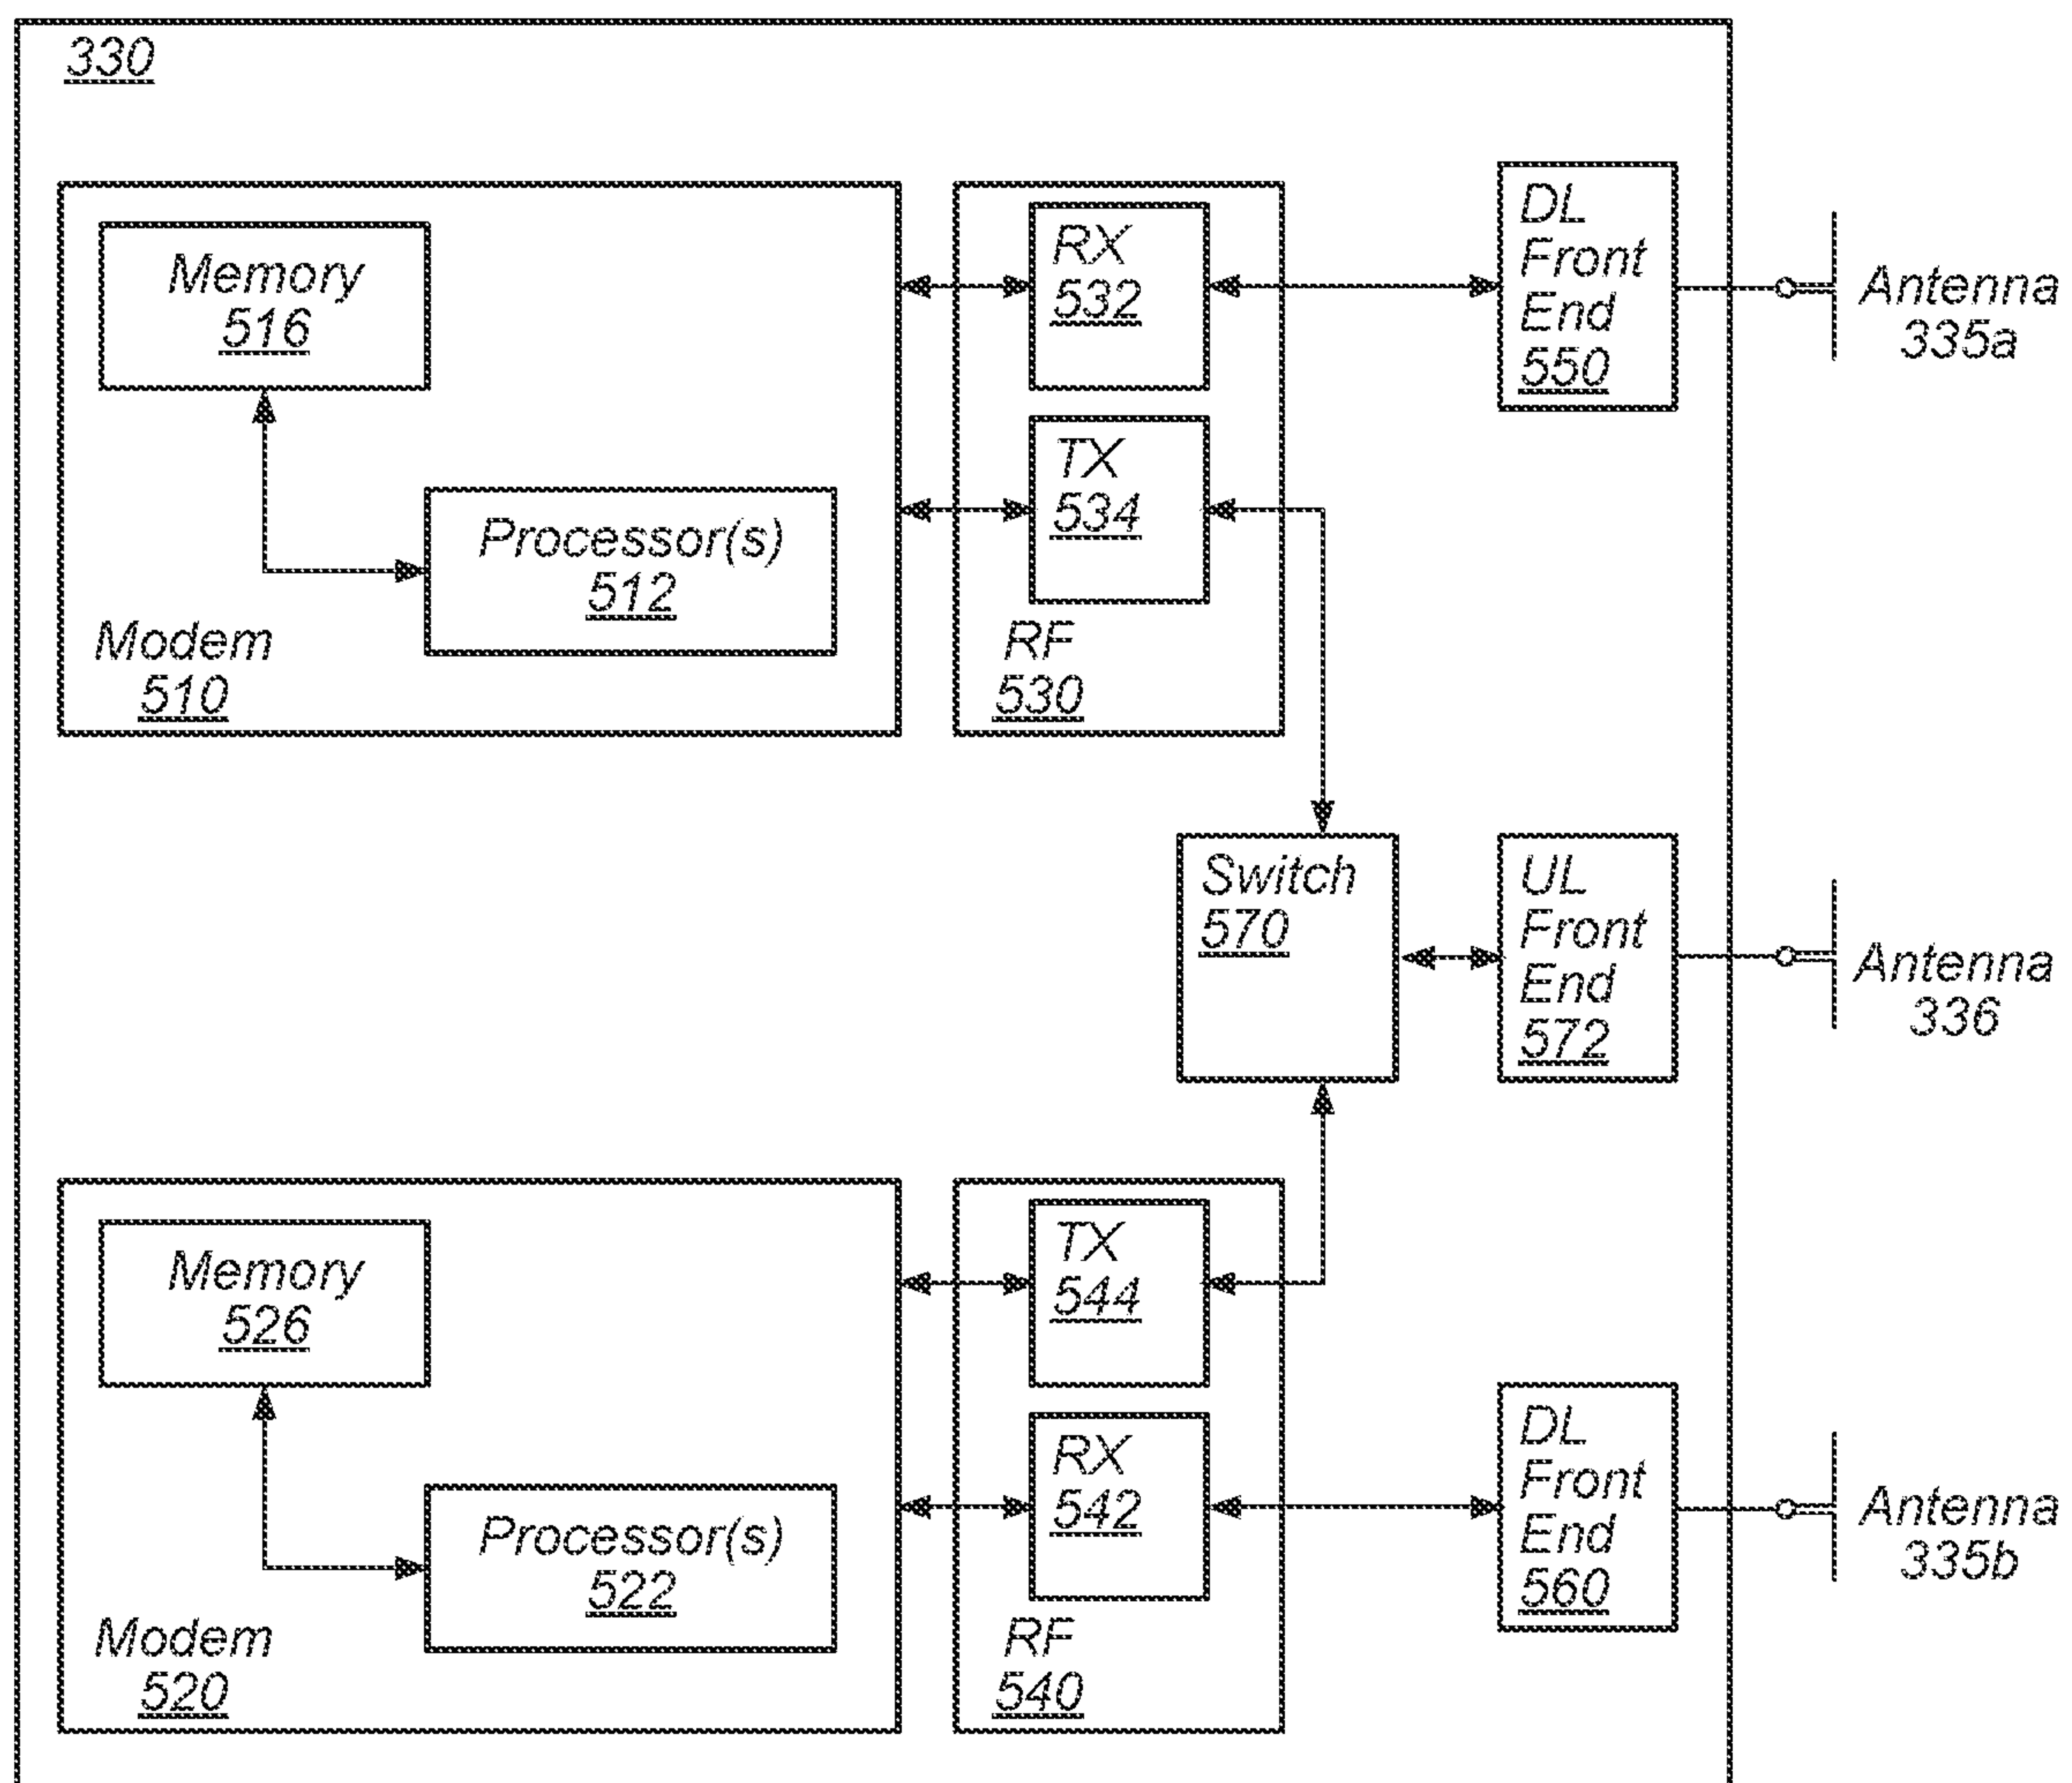 330
Memory
516
Processor(s)
512
Modem
510
RX
532
TX
534
RF
530
DL
Front
End
550
Antenna
335a
Switch
570
UL
Front
End
572
Antenna
336
Memory
526
Processor(s)
522
Modem
520
TX
544
RX
542
RF
540
DL
Front
End
560
Antenna
335b